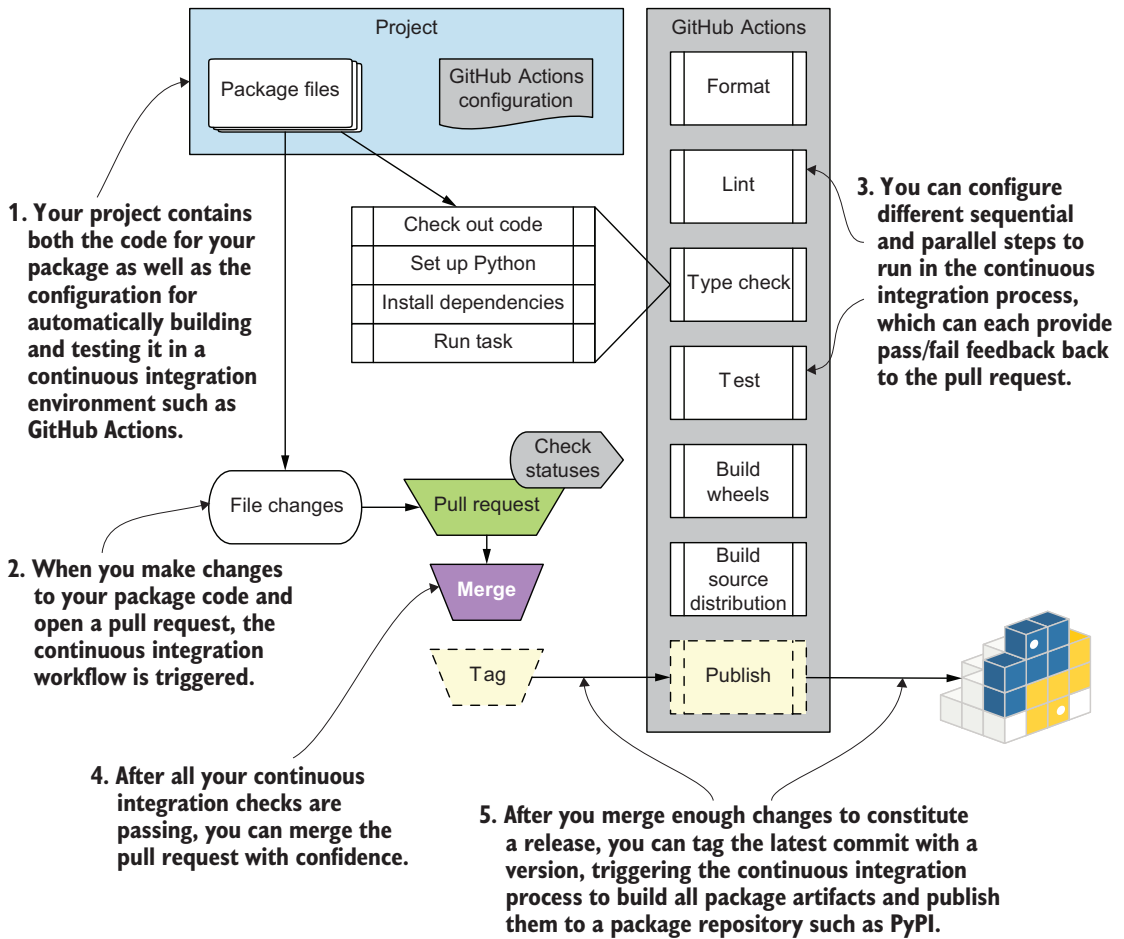 Project
Package files
GitHub Actions
configuration
GitHub Actions
Format
Lint
Type check
Test
Build
wheels
Build
source
distribution
Publish
Check out code
Set up Python
Install dependencies
Run task
1. Your project contains
both the code for your
package as well as the
configuration for
automatically building
and testing it in a
continuous integration
environment such as
GitHub Actions.
3. You can configure
different sequential
and parallel steps to
run in the continuous
integration process,
which can each provide
pass/fail feedback back
to the pull request.
Check
statuses
File changes
Pull request
Merge
Tag
2. When you make changes
to your package code and
open a pull request, the
continuous integration
workflow is triggered.
4. After all your continuous
integration checks are
passing, you can merge the
pull request with confidence.
5. After you merge enough changes to constitute
a release, you can tag the latest commit with a
version, triggering the continuous integration
process to build all package artifacts and publish
them to a package repository such as PyPI.